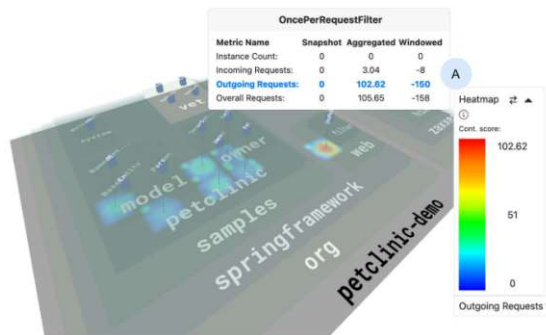 OncePerRequestFilter
Metric Name Snapshot Aggregated Windowed
Instance Count: 0 0 0
Incoming Requests: 0 3.04 -8
Outgoing Requests: 0 102.62 -150
Overall Requests: 0 105.65 -158
A
Heatmap
Cont. score:
102.62
51
0
Outgoing Requests
vet
owner
model
petclinic
samples
springframework
org
web
petclinic-demo